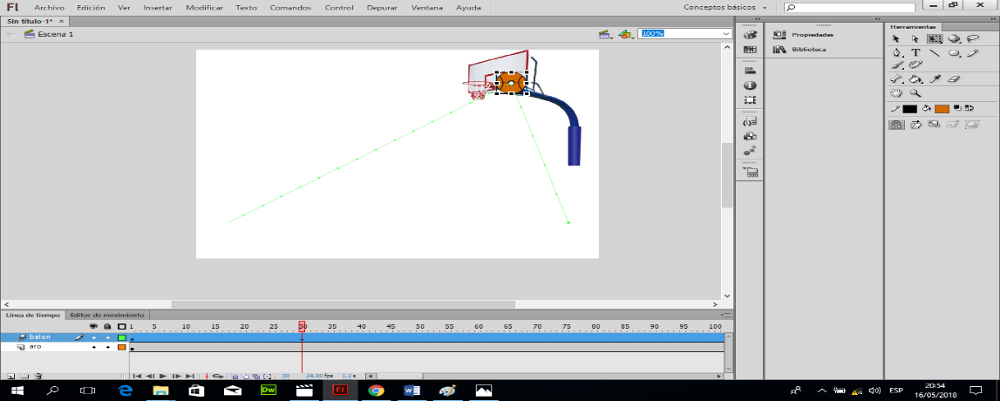 Fl Archivo Edición Ver Insertar Modificar Texto Comandos Control Depurar Ventana Ayuda Conceptos básicos
Sin título-1* ×
Escena 1 100%
Propiedades
Biblioteca
Herramientas
T
Línea de tiempo Editor de movimiento
1 5 10 15 20 25 30 35 40 45 50 55 60 65 70 75 80 85 90 95 100
balon
aro
30 24.00 fps 1.2 s
Dw Fl ESP 20:54
16/05/2018